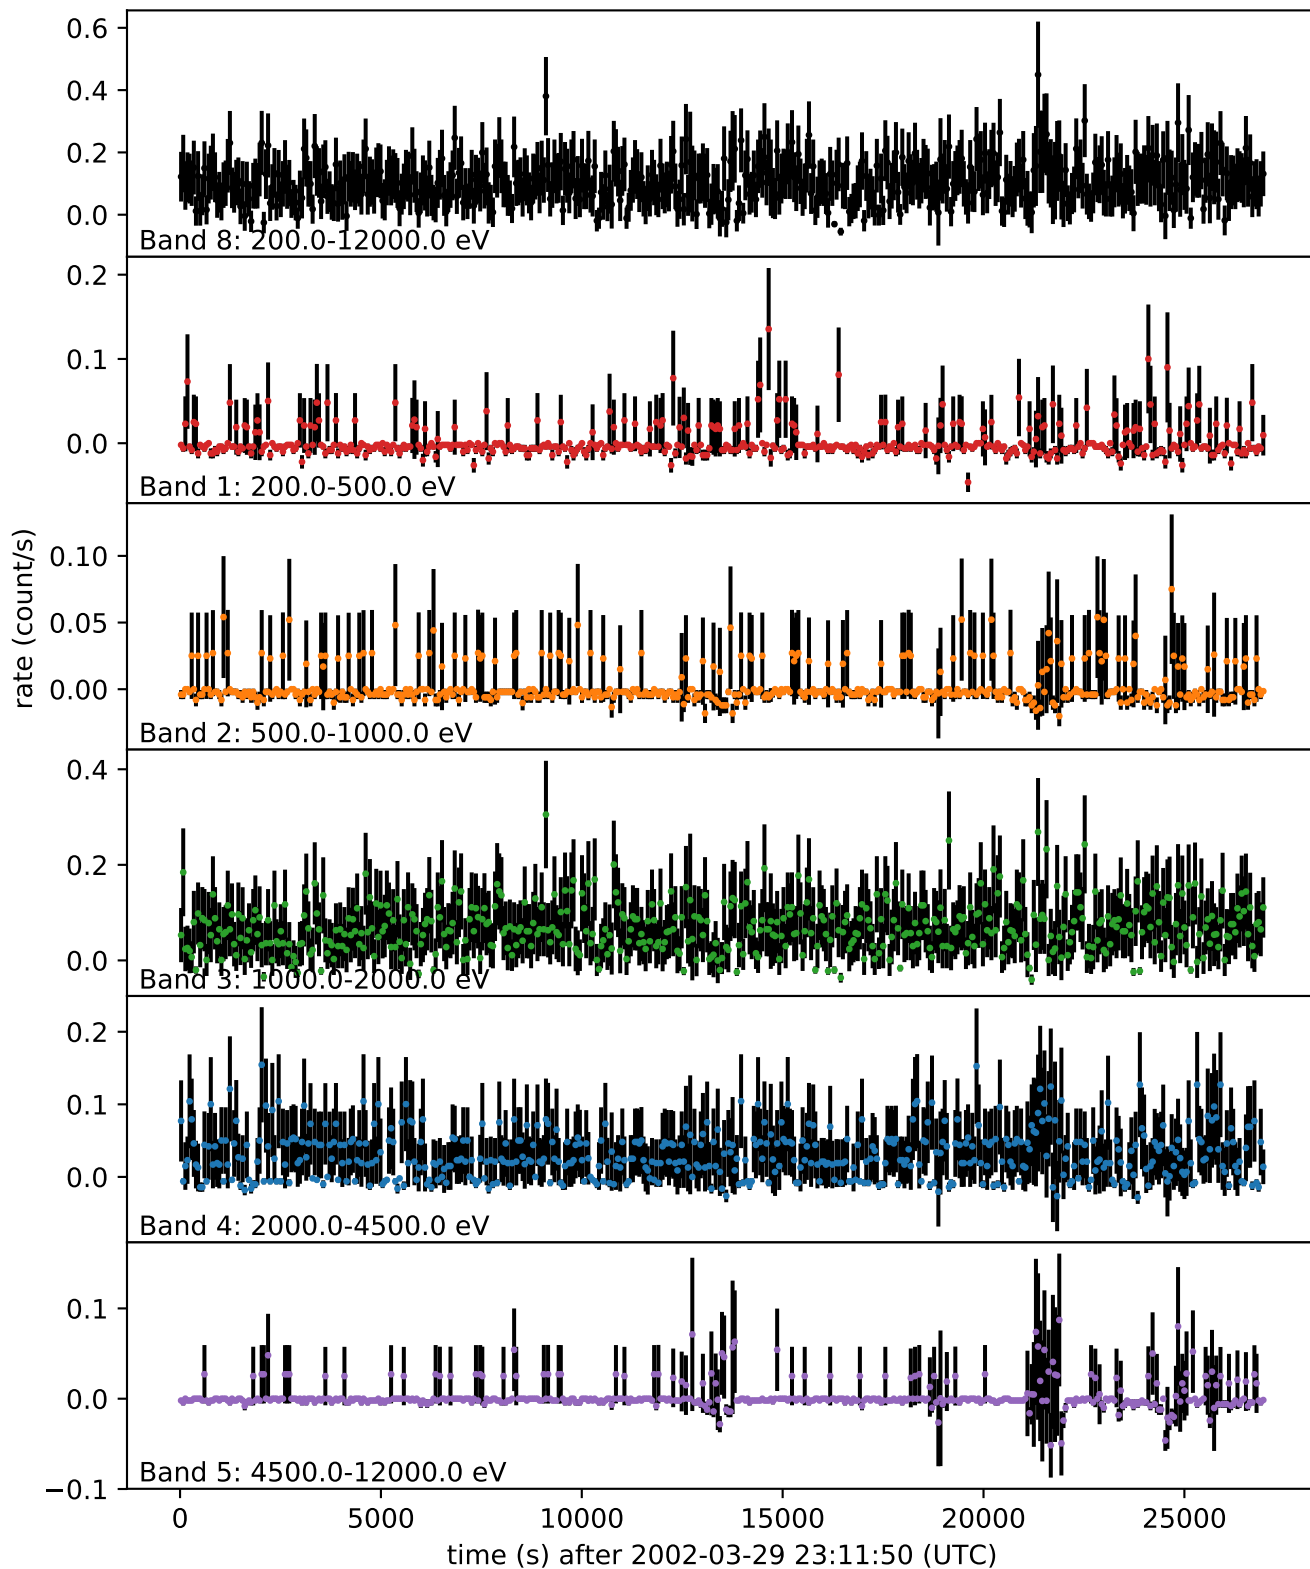 0.6
0.4
0.2
0.0
Band 8: 200.0-12000.0 eV
0.2
0.1
0.0
Band 1: 200.0-500.0 eV
rate (count/s)
0.10
0.05
0.00
Band 2: 500.0-1000.0 eV
0.4
0.2
0.0
Band 3: 1000.0-2000.0 eV
0.2
0.1
0.0
Band 4: 2000.0-4500.0 eV
0.1
0.0
−0.1
Band 5: 4500.0-12000.0 eV
0 5000 10000 15000 20000 25000
time (s) after 2002-03-29 23:11:50 (UTC)